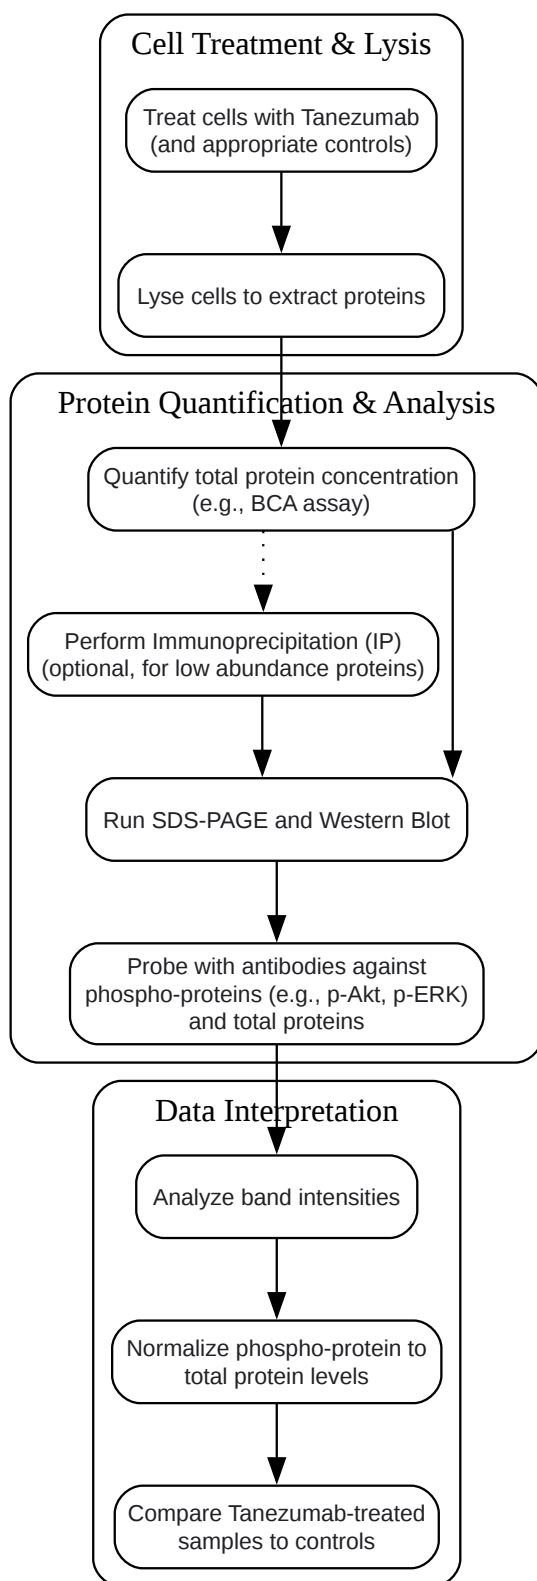 Cell Treatment & Lysis
Treat cells with Tanezumab
(and appropriate controls)
Lyse cells to extract proteins
Protein Quantification & Analysis
Quantify total protein concentration
(e.g., BCA assay)
Perform Immunoprecipitation (IP)
(optional, for low abundance proteins)
Run SDS-PAGE and Western Blot
Probe with antibodies against
phospho-proteins (e.g., p-Akt, p-ERK)
and total proteins
Data Interpretation
Analyze band intensities
Normalize phospho-protein to
total protein levels
Compare Tanezumab-treated
samples to controls